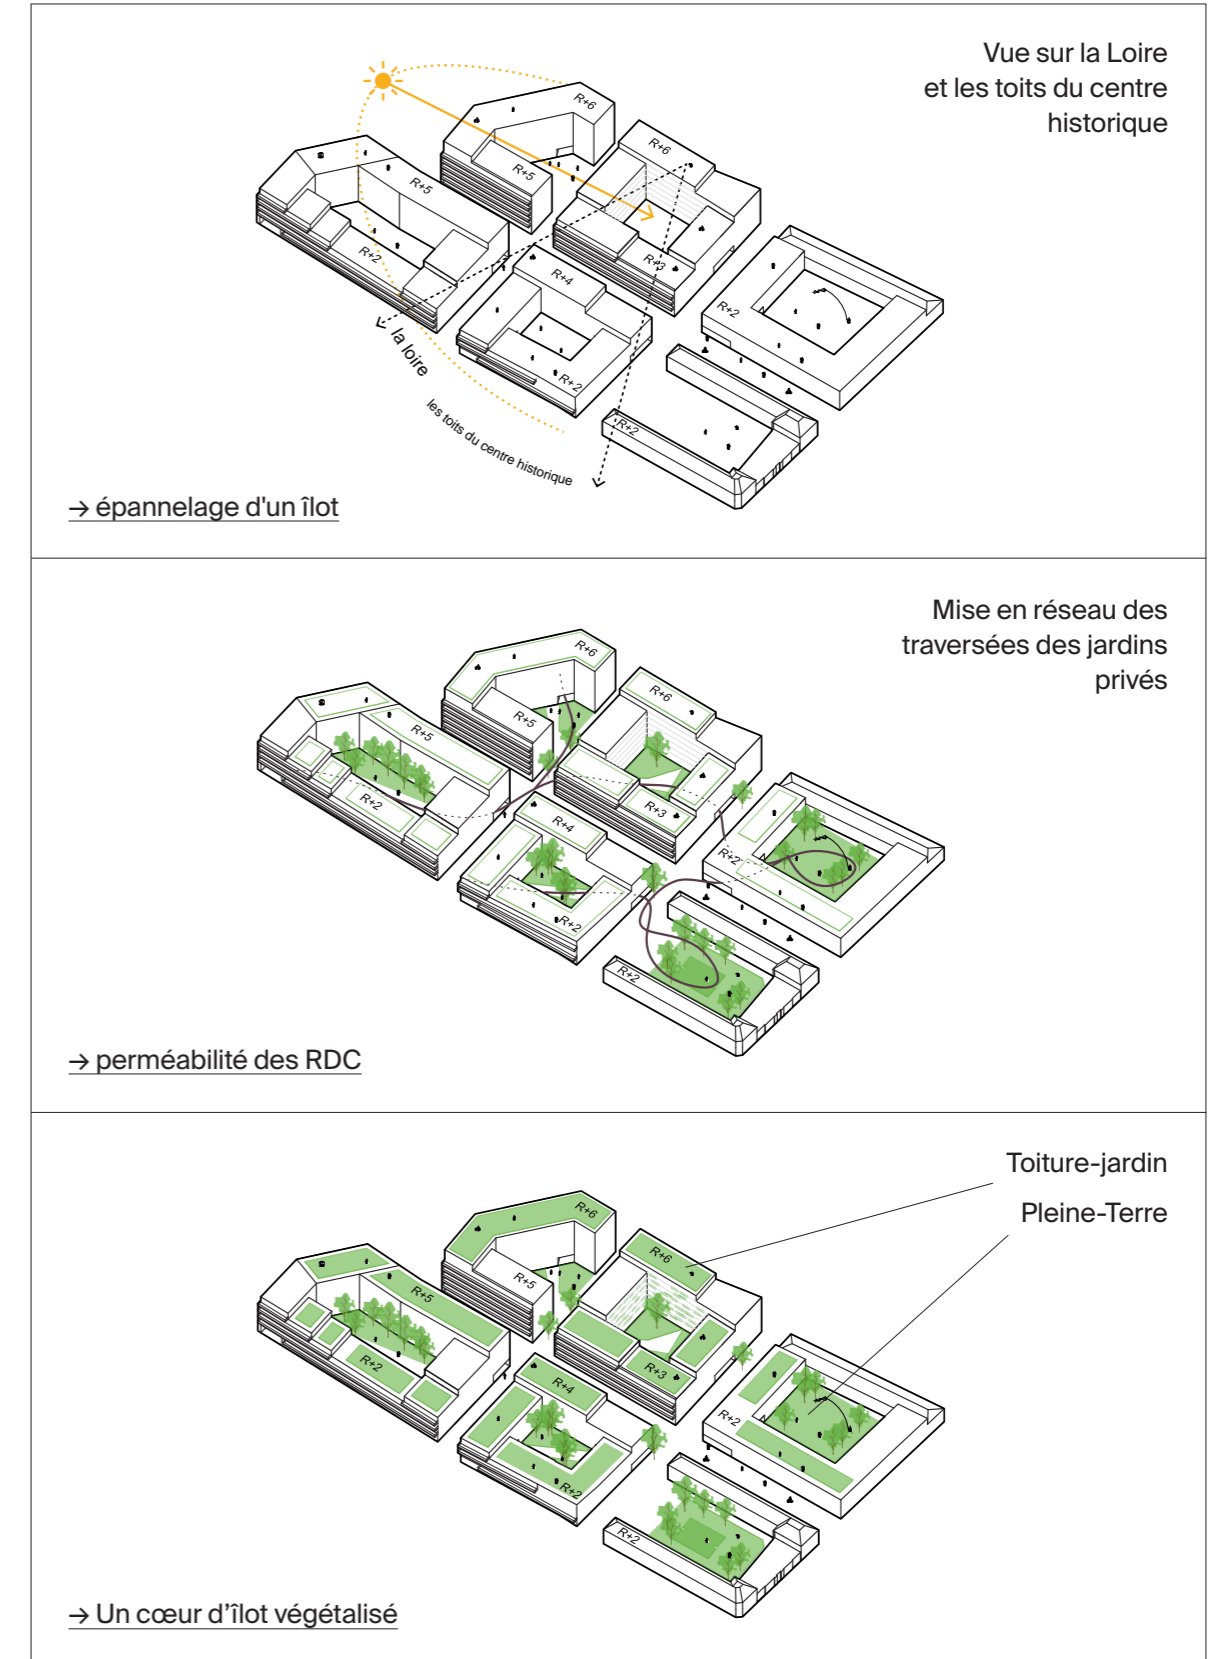 Vue sur la Loire
et les toits du centre
historique
R+6
R+6
R+5
R+5
R+2
R+3
R+4
R+2
R+2
R+2
la loire
les toits du centre historique
→ épannelage d'un îlot
Mise en réseau des
traversées des jardins
privés
R+6
R+6
R+5
R+5
R+2
R+3
R+4
R+2
R+2
R+2
→ perméabilité des RDC
Toiture-jardin
Pleine-Terre
R+6
R+6
R+5
R+5
R+2
R+3
R+4
R+2
R+2
R+2
→ Un cœur d’îlot végétalisé